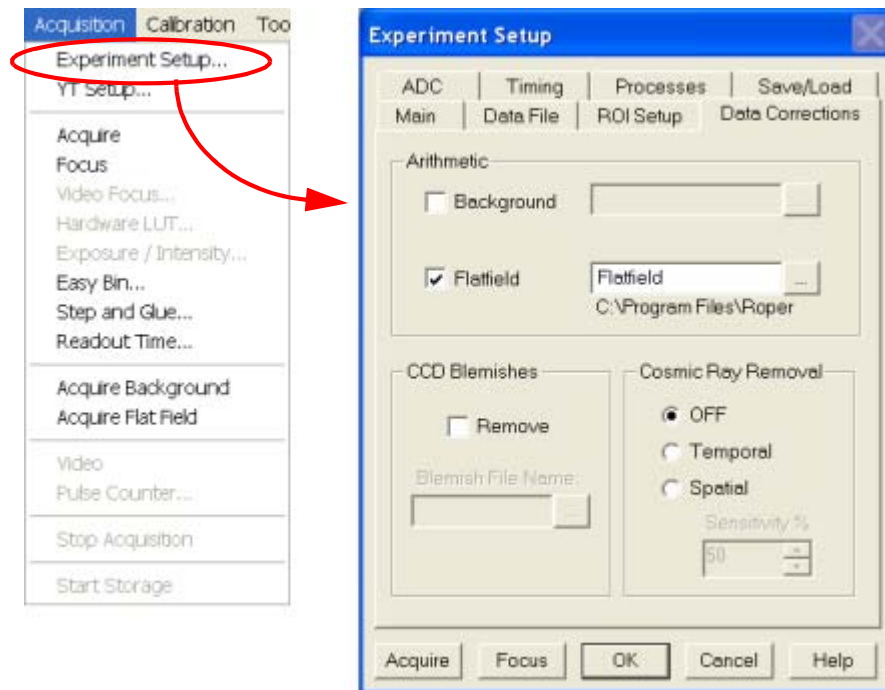 Acquisition Calibration Too
Experiment Setup...
YT Setup...
Acquire
Focus
Video Focus...
Hardware LUT...
Exposure / Intensity...
Easy Bin...
Step and Glue...
Readout Time...
Acquire Background
Acquire Flat Field
Video
Pulse Counter...
Stop Acquisition
Start Storage
Experiment Setup
ADC Timing Processes Save/Load
Main Data File ROI Setup Data Corrections
Arithmetic
Background ...
Flatfield Flatfield ...
C:\Program Files\Roper
CCD Blemishes
Remove
Blemish File Name:
...
Cosmic Ray Removal
OFF
Temporal
Spatial
Sensitivity %
50
Acquire Focus OK Cancel Help